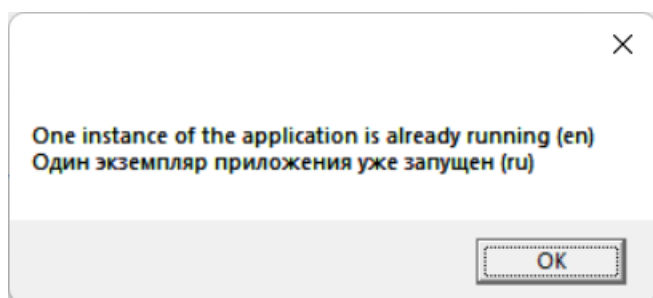 One instance of the application is already running (en)
Один экземпляр приложения уже запущен (ru)
OK